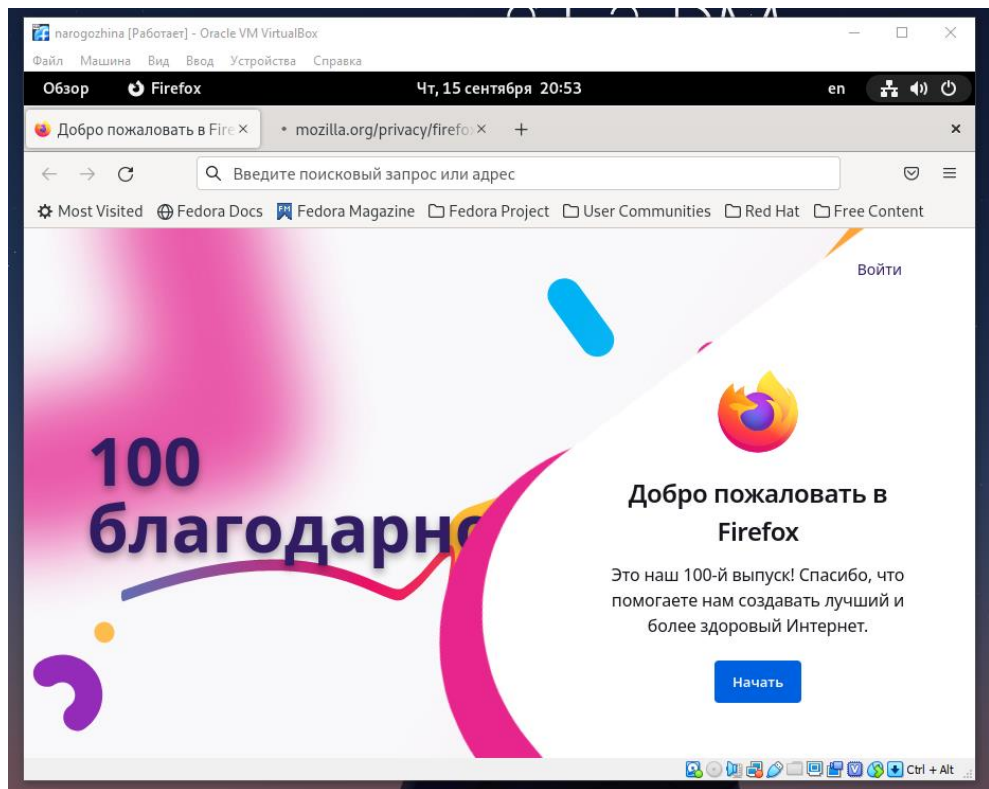 narogozhina [Работает] - Oracle VM VirtualBox
Файл Машина Вид Ввод Устройства Справка
Обзор Firefox Чт, 15 сентября 20:53 en
Добро пожаловать в Fire mozilla.org/privacy/firefo
Введите поисковый запрос или адрес
Most Visited Fedora Docs Fedora Magazine Fedora Project User Communities Red Hat Free Content
Войти
100
благодарно
Добро пожаловать в
Firefox
Это наш 100-й выпуск! Спасибо, что
помогаете нам создавать лучший и
более здоровый Интернет.
Начать
Ctrl + Alt